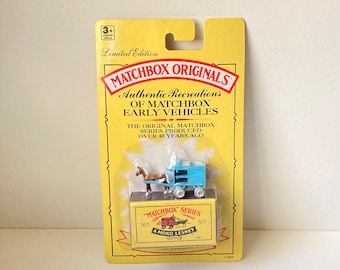 3+
Limited Edition
MATCHBOX ORIGINALS
Authentic Recreations
OF MATCHBOX
EARLY VEHICLES
THE ORIGINAL MATCHBOX
SERIES PRODUCED
OVER 40 YEARS AGO
"MATCHBOX" SERIES
A MOKO LESNEY